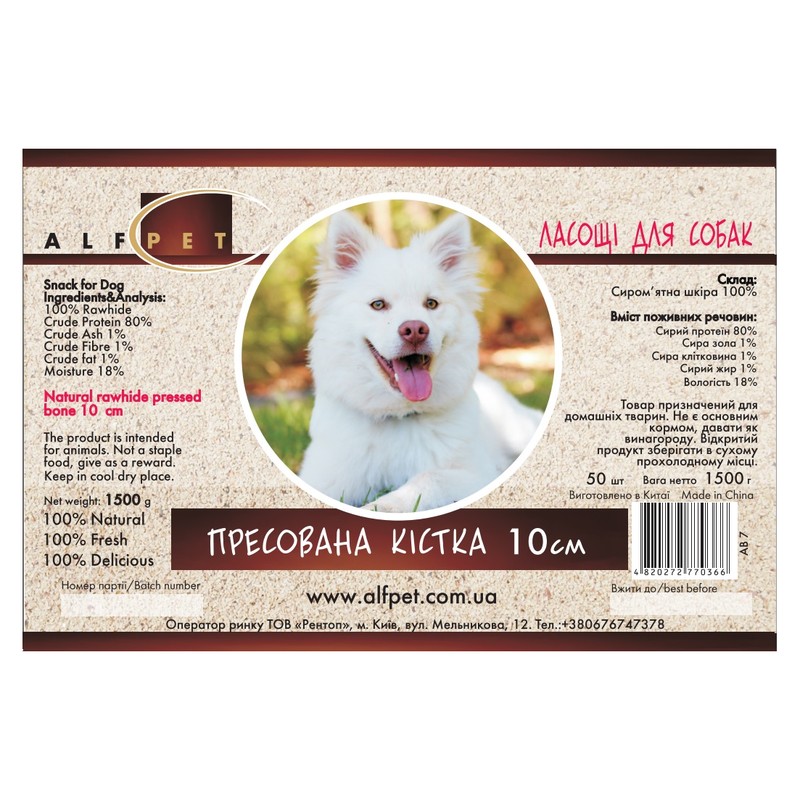 ALFPET
ЛАСОЩІ ДЛЯ СОБАК
Snack for Dog
Ingredients&Analysis:
100% Rawhide
Crude Protein 80%
Crude Ash 1%
Crude Fibre 1%
Crude fat 1%
Moisture 18%
Natural rawhide pressed
bone 10 cm
The product is intended
for animals. Not a staple
food, give as a reward.
Keep in cool dry place.
Net weight: 1500 g
100% Natural
100% Fresh
100% Delicious
Номер партії/Batch number
Склад:
Сиром’ятна шкіра 100%
Вміст поживних речовин:
Сирий протеїн 80%
Сира зола 1%
Сира клітковина 1%
Сирий жир 1%
Вологість 18%
Товар призначений для
домашніх тварин. Не є основним
кормом, давати як
винагороду. Відкритий
продукт зберігати в сухому
прохолодному місці.
50 шт Вага нетто 1500 г
Виготовлено в Китаї Made in China
4 820272 770366
АВ 7
Вжити до/best before
ПРЕСОВАНА КІСТКА 10см
www.alfpet.com.ua
Оператор ринку ТОВ «Рентоп», м. Київ, вул. Мельникова, 12. Тел.:+380676747378